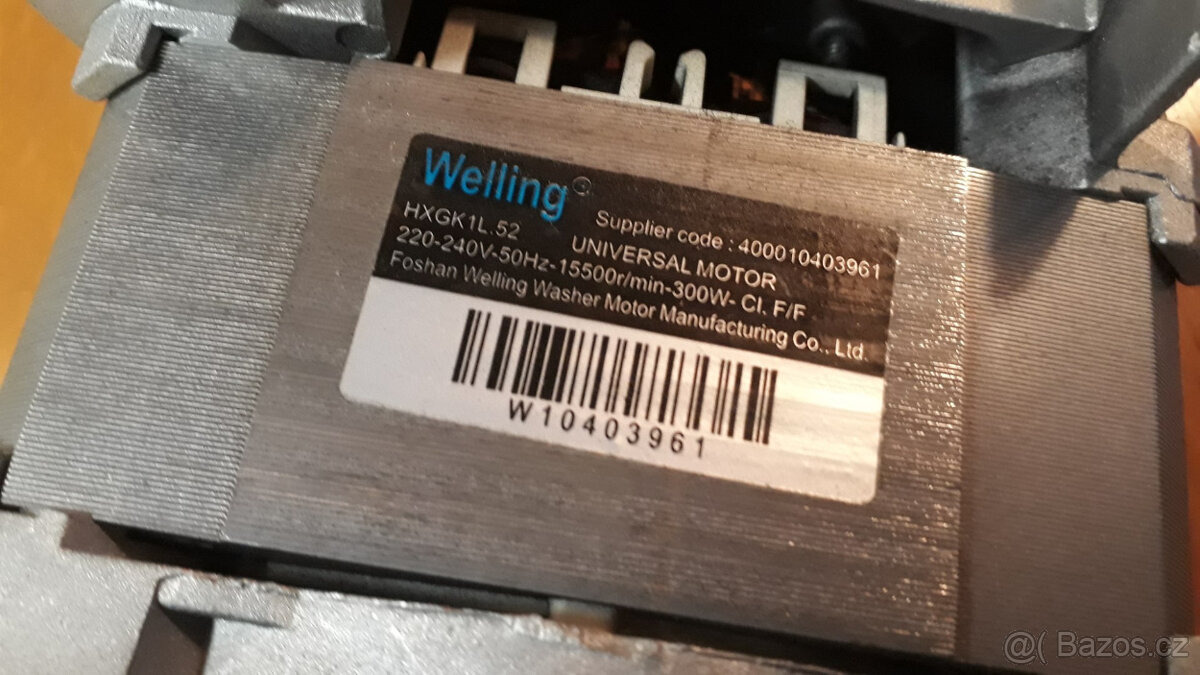 Welling®
HXGK1L.52
Supplier code : 400010403961
UNIVERSAL MOTOR
220-240V-50Hz-15500r/min-300W- Cl. F/F
Foshan Welling Washer Motor Manufacturing Co., Ltd.
W10403961
@( Bazos.cz